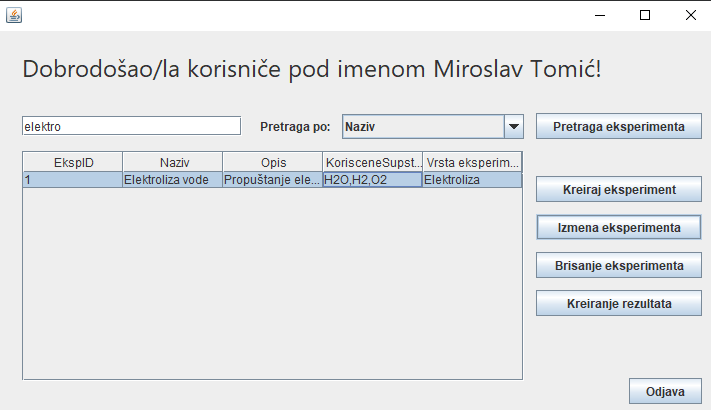 Dobrodošao/la korisniče pod imenom Miroslav Tomić!
elektro Pretraga po: Naziv Pretraga eksperimenta
EkspID Naziv Opis KorisceneSupst... Vrsta eksperim...
1 Elektroliza vode Propuštanje ele... H2O,H2,O2 Elektroliza
Kreiraj eksperiment
Izmena eksperimenta
Brisanje eksperimenta
Kreiranje rezultata
Odjava